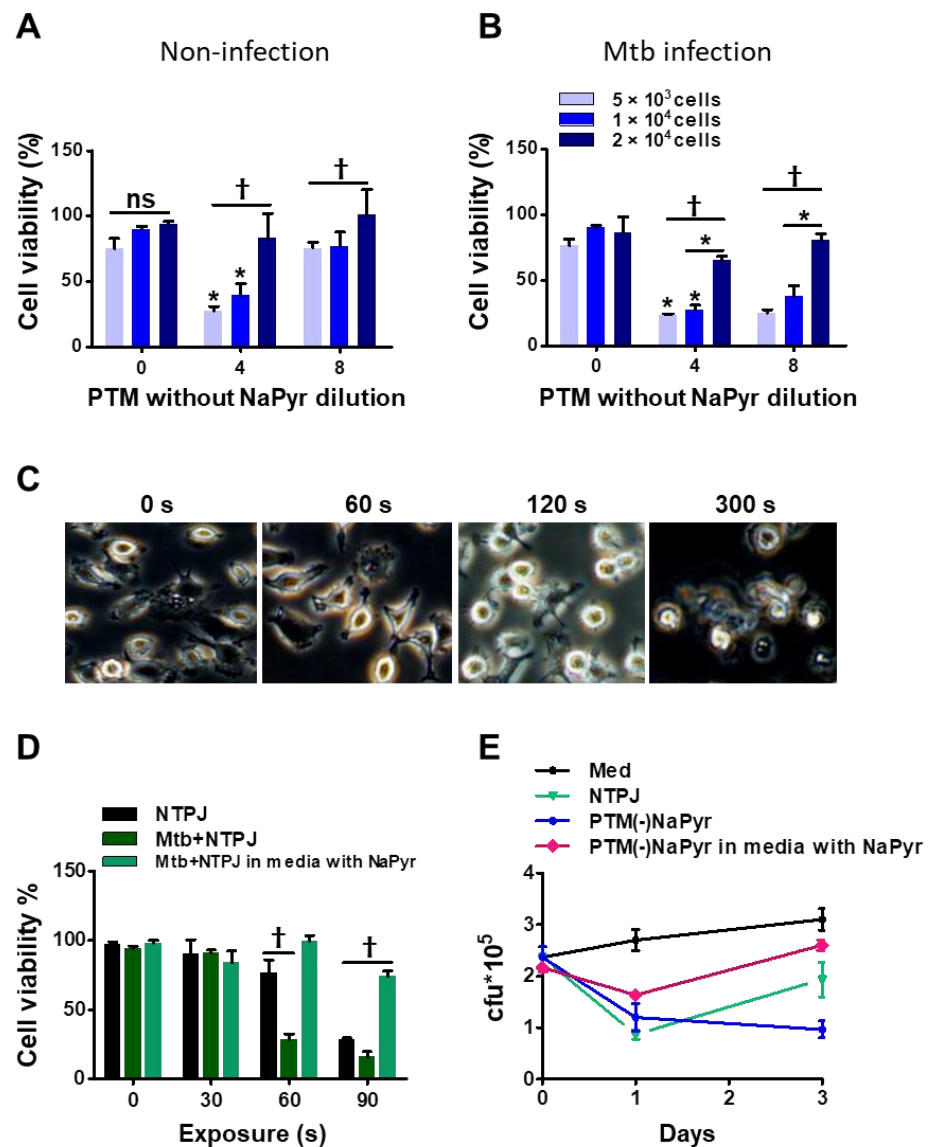 A
Non-infection
B
Mtb infection
5 × 10³ cells
1 × 10⁴ cells
2 × 10⁴ cells
Cell viability (%)
150
100
50
0
ns
†
†
*
*
0
4
8
PTM without NaPyr dilution
Cell viability (%)
150
100
50
0
†
*
*
*
†
*
0
4
8
PTM without NaPyr dilution
C
0 s
60 s
120 s
300 s
D
NTPJ
Mtb+NTPJ
Mtb+NTPJ in media with NaPyr
Cell viability %
150
100
50
0
†
†
0
30
60
90
Exposure (s)
E
Med
NTPJ
PTM(-)NaPyr
PTM(-)NaPyr in media with NaPyr
cfu*10⁵
4
3
2
1
0
0
1
2
3
Days